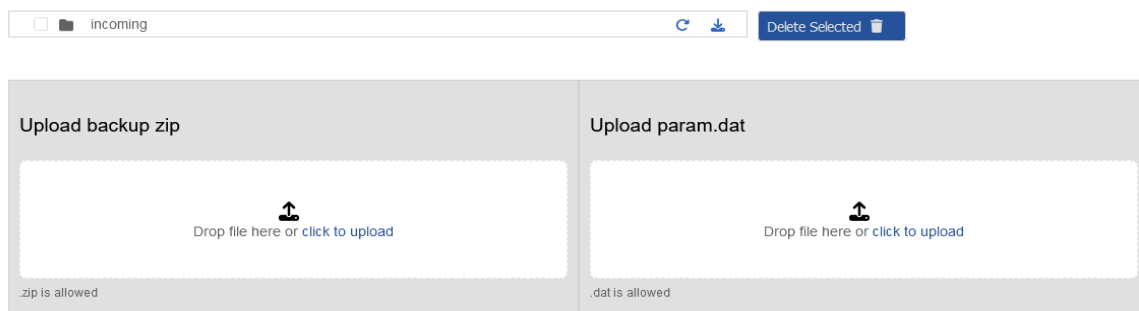 incoming
Delete Selected
Upload backup zip
Drop file here or click to upload
.zip is allowed
Upload param.dat
Drop file here or click to upload
.dat is allowed